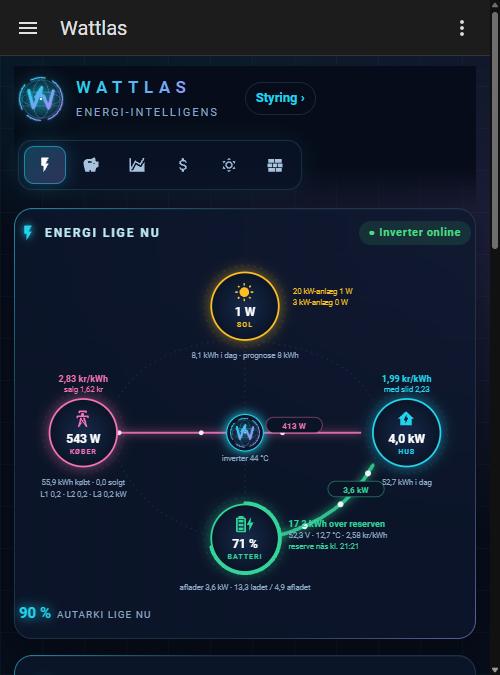 Wattlas
WATTLAS
ENERGI-INTELLIGENS
Styring ›
ENERGI LIGE NU
Inverter online
1 W
SOL
20 kW-anlæg 1 W
3 kW-anlæg 0 W
8,1 kWh i dag · prognose 8 kWh
2,83 kr/kWh
salg 1,62 kr
543 W
KØBER
55,9 kWh købt · 0,0 solgt
L1 0,2 · L2 0,2 · L3 0,2 kW
W
inverter 44 °C
413 W
1,99 kr/kWh
med slid 2,23
4,0 kW
HUS
52,7 kWh i dag
3,6 kW
71 %
BATTERI
17,2 kWh over reserven
52,3 V · 12,7 °C · 2,58 kr/kWh
reserve nås kl. 21:21
aflader 3,6 kW · 13,3 ladet / 4,9 afladet
90 % AUTARKI LIGE NU